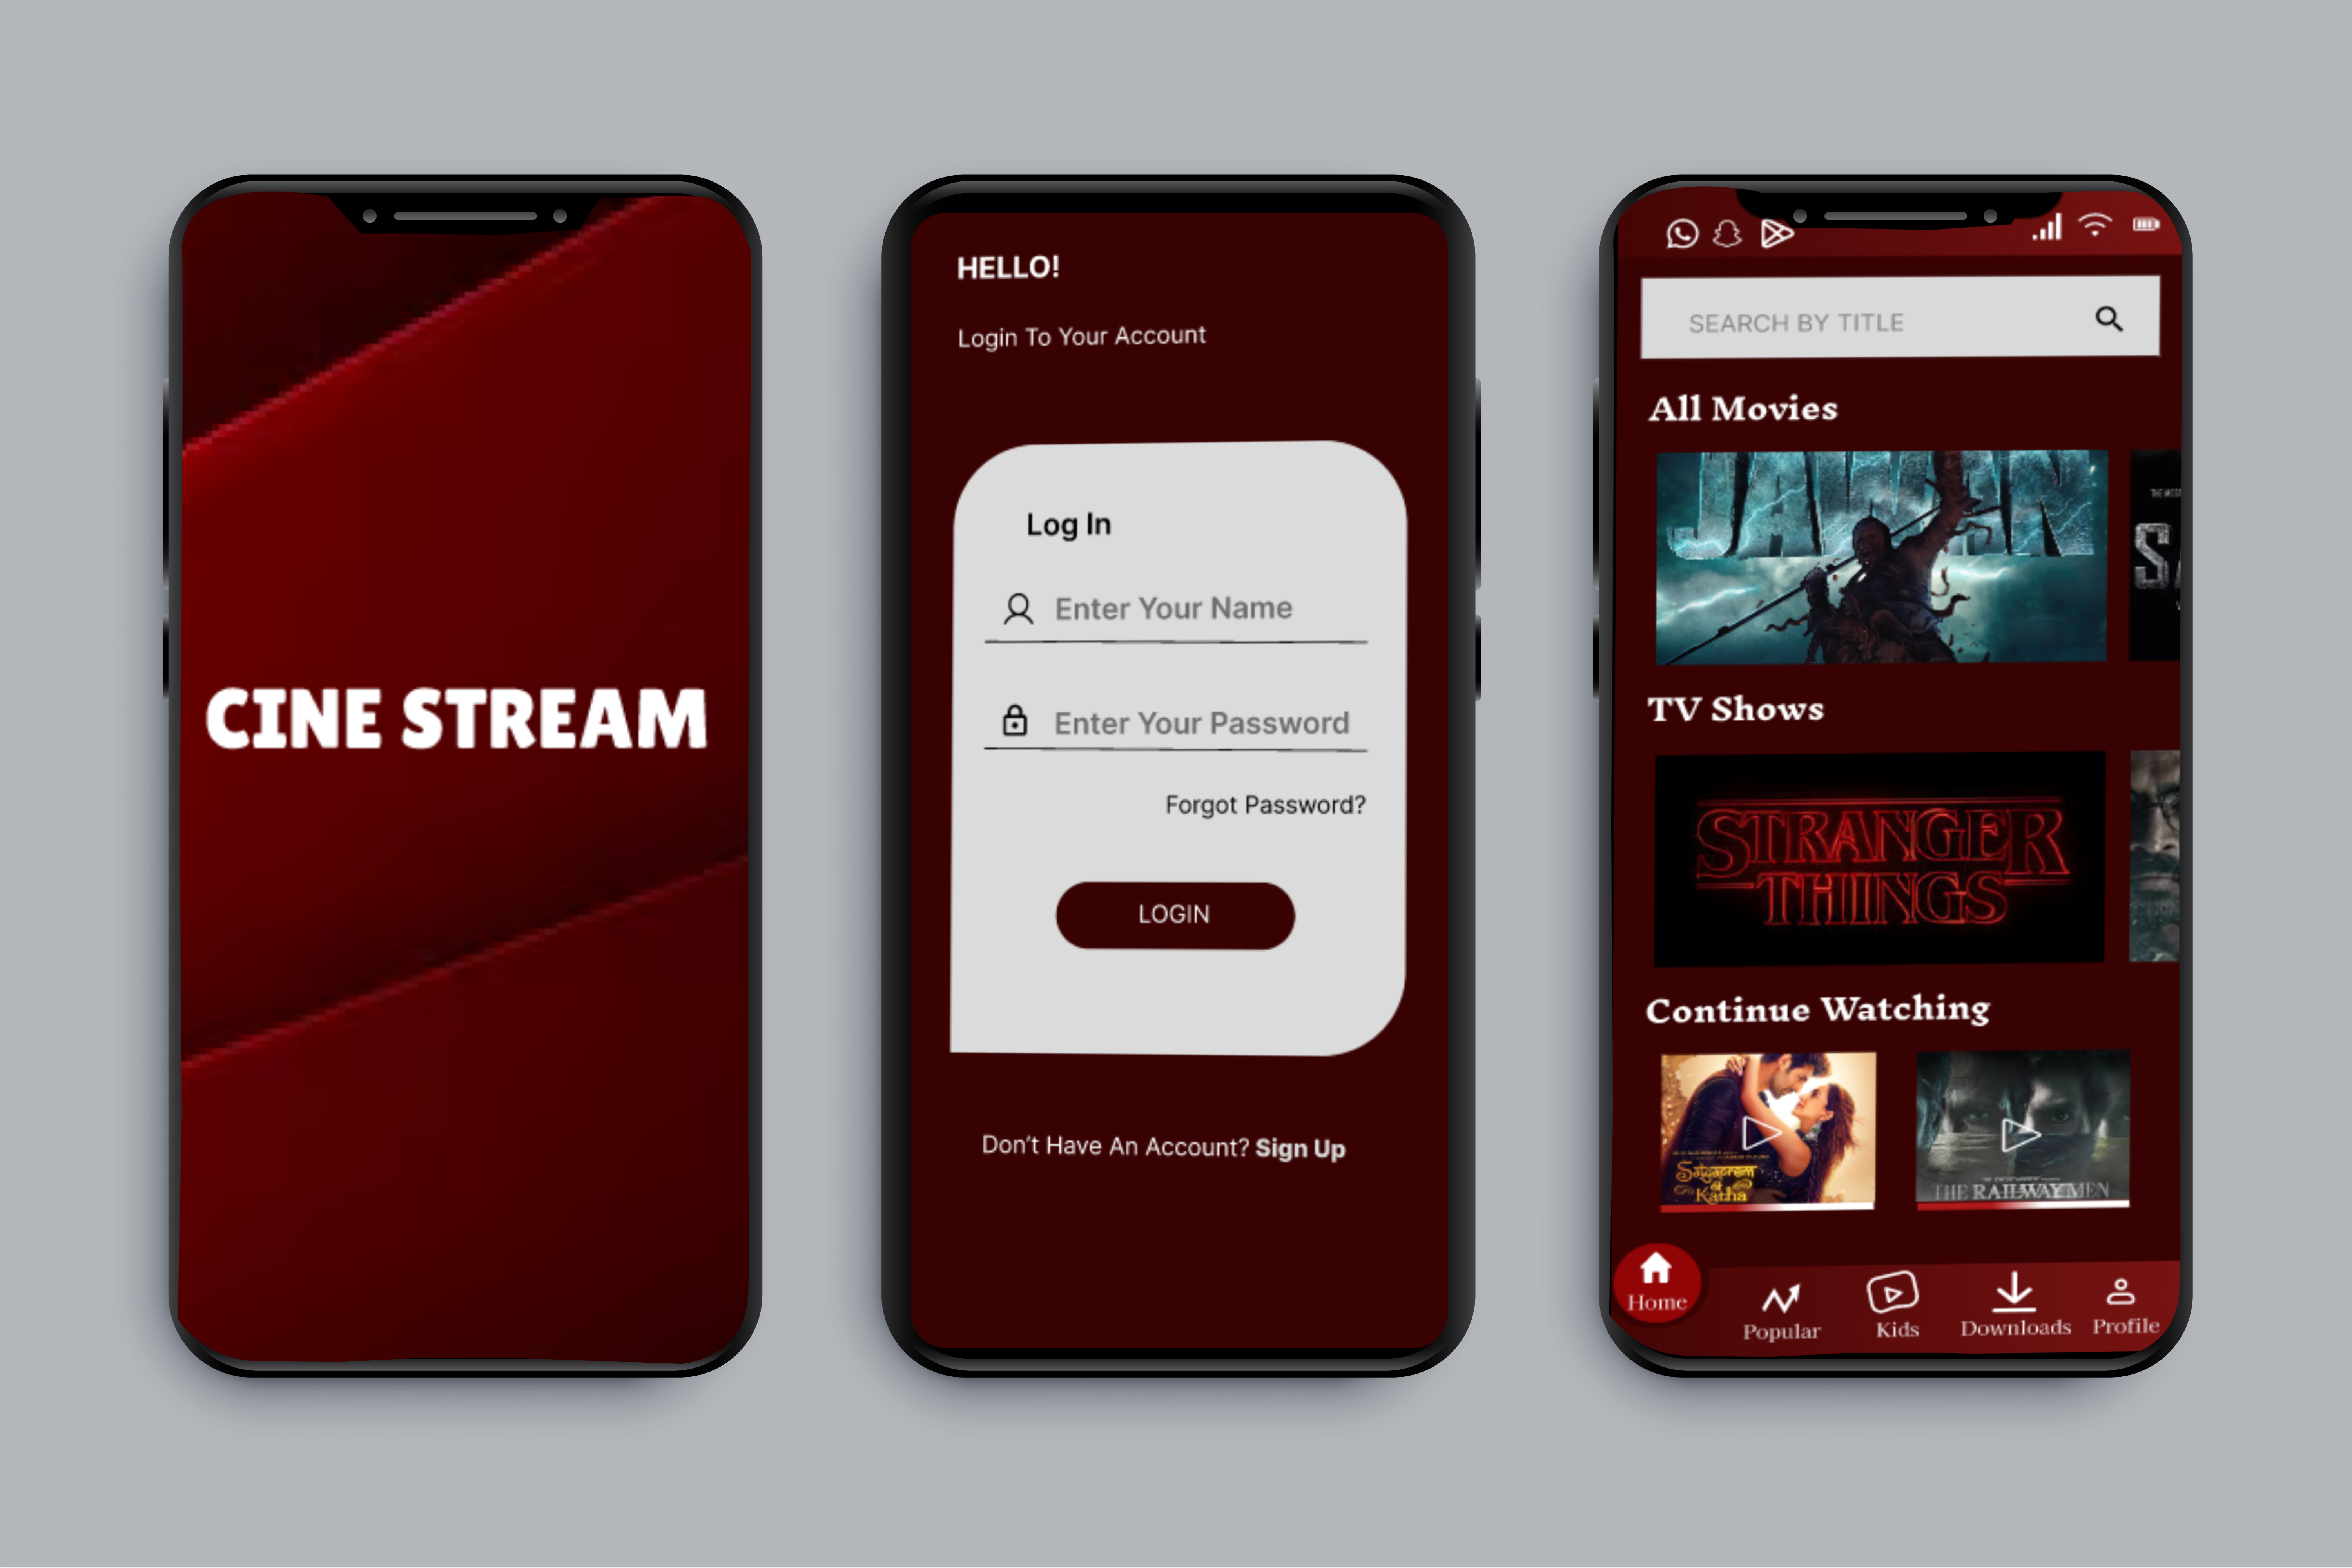 CINE STREAM
HELLO!
Login To Your Account
Log In
Enter Your Name
Enter Your Password
Forgot Password?
LOGIN
Don't Have An Account? Sign Up
SEARCH BY TITLE
All Movies
JAWAN
TV Shows
STRANGER
THINGS
Continue Watching
Satyaprem
Katha
THE RAILWAY MEN
Home
Popular
Kids
Downloads
Profile